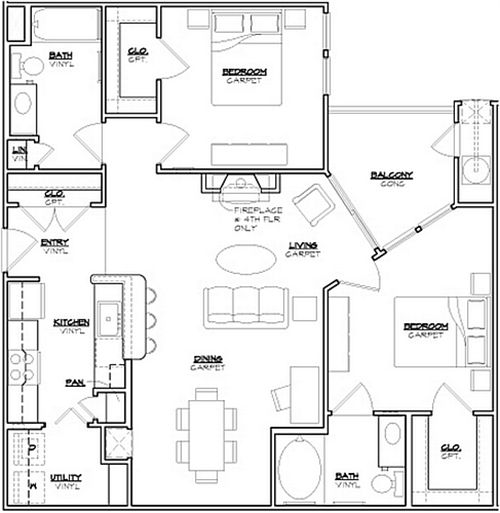 BATH
VINYL
CLO.
CPT.
BEDROOM
CARPET
LIN
VIN
CLO.
CPT.
BALCONY
CONC
FIREPLACE
@ 4TH FLR
ONLY
ENTRY
VINYL
LIVING
CARPET
KITCHEN
VINYL
BEDROOM
CARPET
DINING
CARPET
PAN.
D
W
UTILITY
VINYL
BATH
VINYL
CLO.
CPT.